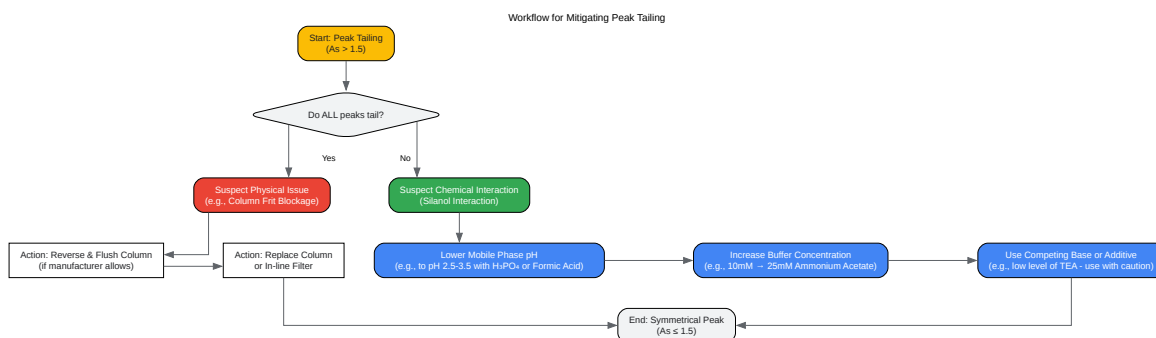 Workflow for Mitigating Peak Tailing
Start: Peak Tailing
(As > 1.5)
Do ALL peaks tail?
Yes
No
Suspect Physical Issue
(e.g., Column Frit Blockage)
Suspect Chemical Interaction
(Silanol Interaction)
Action: Reverse & Flush Column
(if manufacturer allows)
Action: Replace Column
or In-line Filter
Lower Mobile Phase pH
(e.g., to pH 2.5-3.5 with H₃PO₄ or Formic Acid)
Increase Buffer Concentration
(e.g., 10mM → 25mM Ammonium Acetate)
Use Competing Base or Additive
(e.g., low level of TEA - use with caution)
End: Symmetrical Peak
(As ≤ 1.5)